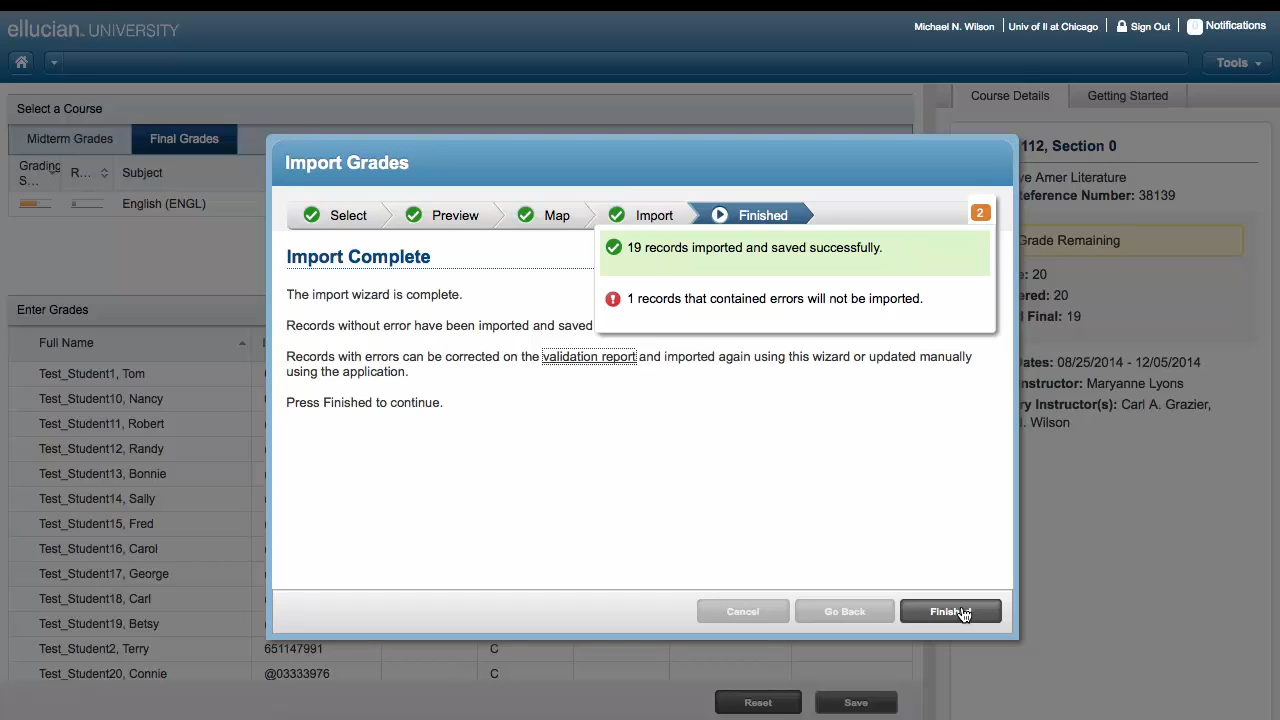 ellucian. UNIVERSITY
Michael N. Wilson
Univ of Il at Chicago
Sign Out
0 Notifications
Tools
Select a Course
Midterm Grades
Final Grades
Grading S...
R...
Subject
English (ENGL)
Enter Grades
Full Name
Test_Student1, Tom
Test_Student10, Nancy
Test_Student11, Robert
Test_Student12, Randy
Test_Student13, Bonnie
Test_Student14, Sally
Test_Student15, Fred
Test_Student16, Carol
Test_Student17, George
Test_Student18, Carl
Test_Student19, Betsy
Test_Student2, Terry 651147991 C
Test_Student20, Connie @03333976 C
Reset
Save
Import Grades
Select
Preview
Map
Import
Finished
2
19 records imported and saved successfully.
1 records that contained errors will not be imported.
Import Complete
The import wizard is complete.
Records without error have been imported and saved
Records with errors can be corrected on the validation report and imported again using this wizard or updated manually
using the application.
Press Finished to continue.
Cancel
Go Back
Finished
Course Details
Getting Started
112, Section 0
ve Amer Literature
eference Number: 38139
Grade Remaining
e: 20
ered: 20
l Final: 19
ates: 08/25/2014 - 12/05/2014
nstructor: Maryanne Lyons
y Instructor(s): Carl A. Grazier,
. Wilson